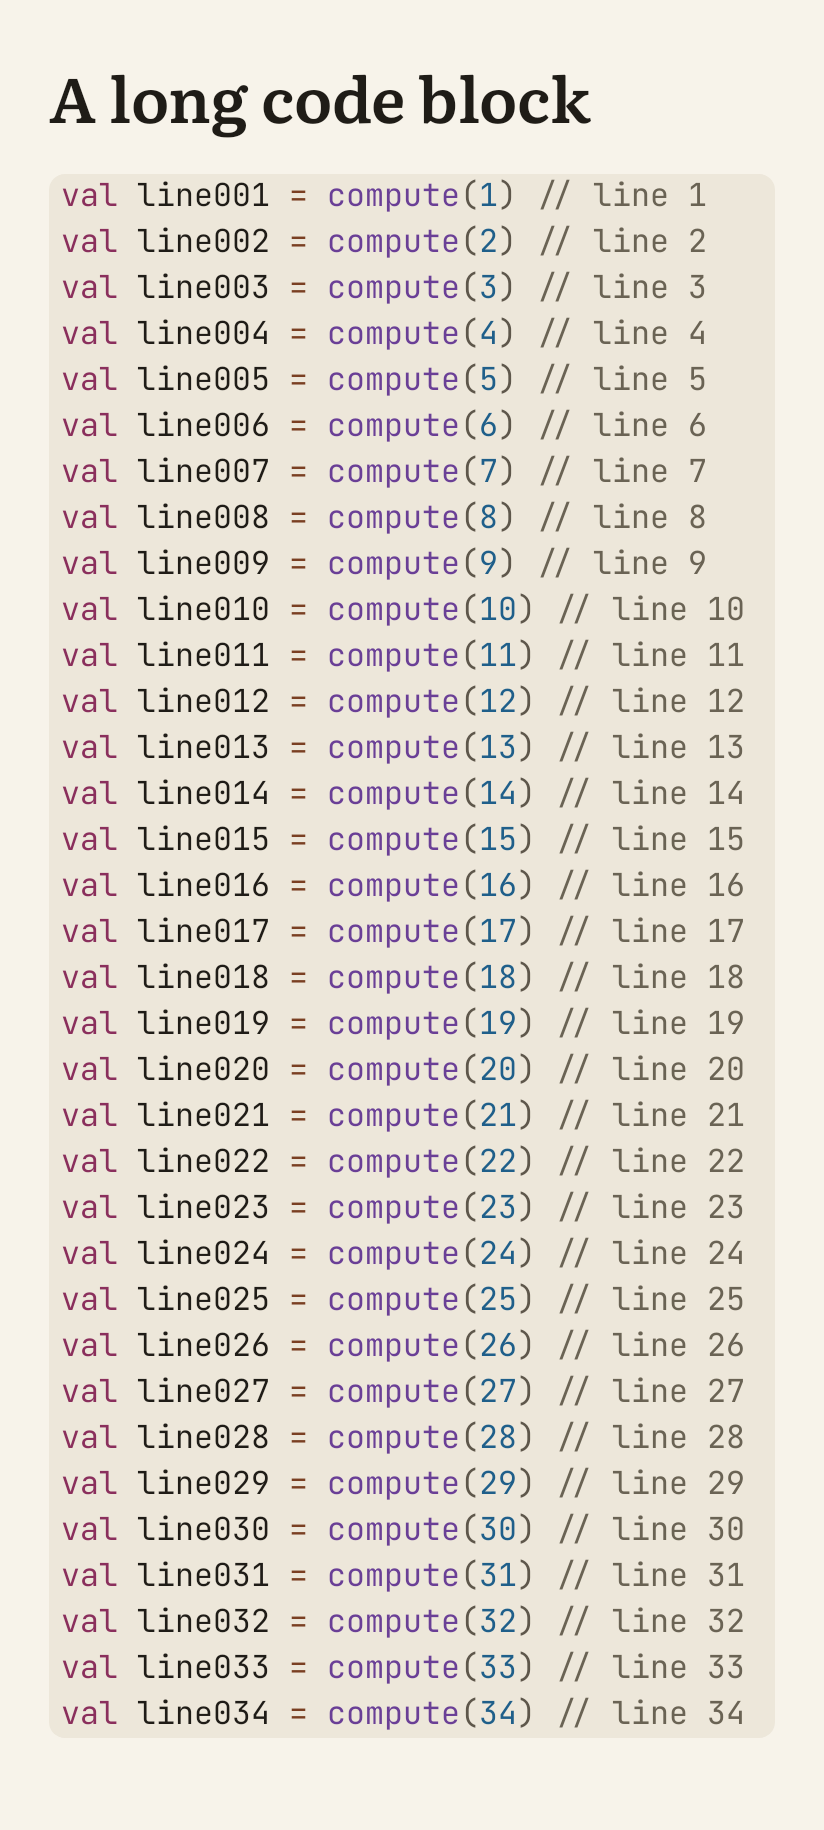 A long code block
val line001 = compute(1) // line 1
val line002 = compute(2) // line 2
val line003 = compute(3) // line 3
val line004 = compute(4) // line 4
val line005 = compute(5) // line 5
val line006 = compute(6) // line 6
val line007 = compute(7) // line 7
val line008 = compute(8) // line 8
val line009 = compute(9) // line 9
val line010 = compute(10) // line 10
val line011 = compute(11) // line 11
val line012 = compute(12) // line 12
val line013 = compute(13) // line 13
val line014 = compute(14) // line 14
val line015 = compute(15) // line 15
val line016 = compute(16) // line 16
val line017 = compute(17) // line 17
val line018 = compute(18) // line 18
val line019 = compute(19) // line 19
val line020 = compute(20) // line 20
val line021 = compute(21) // line 21
val line022 = compute(22) // line 22
val line023 = compute(23) // line 23
val line024 = compute(24) // line 24
val line025 = compute(25) // line 25
val line026 = compute(26) // line 26
val line027 = compute(27) // line 27
val line028 = compute(28) // line 28
val line029 = compute(29) // line 29
val line030 = compute(30) // line 30
val line031 = compute(31) // line 31
val line032 = compute(32) // line 32
val line033 = compute(33) // line 33
val line034 = compute(34) // line 34